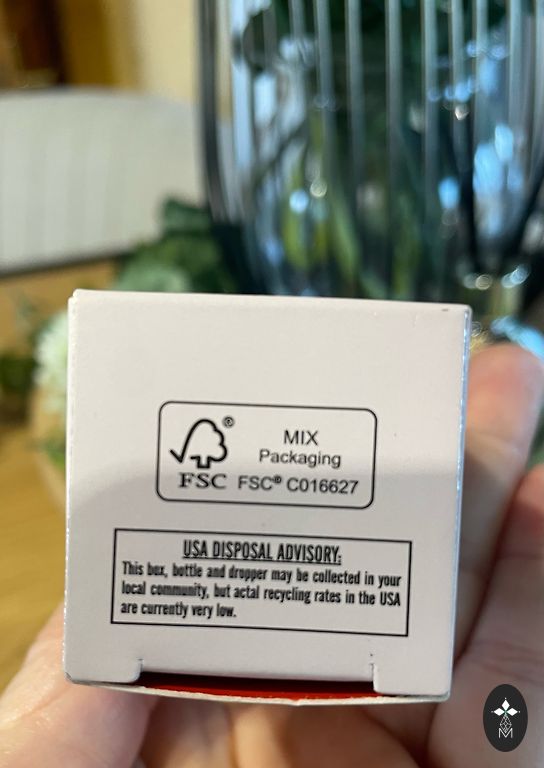 MIX
Packaging
FSC® FSC® C016627
USA DISPOSAL ADVISORY:
This box, bottle and dropper may be collected in your
local community, but actal recycling rates in the USA
are currently very low.
M